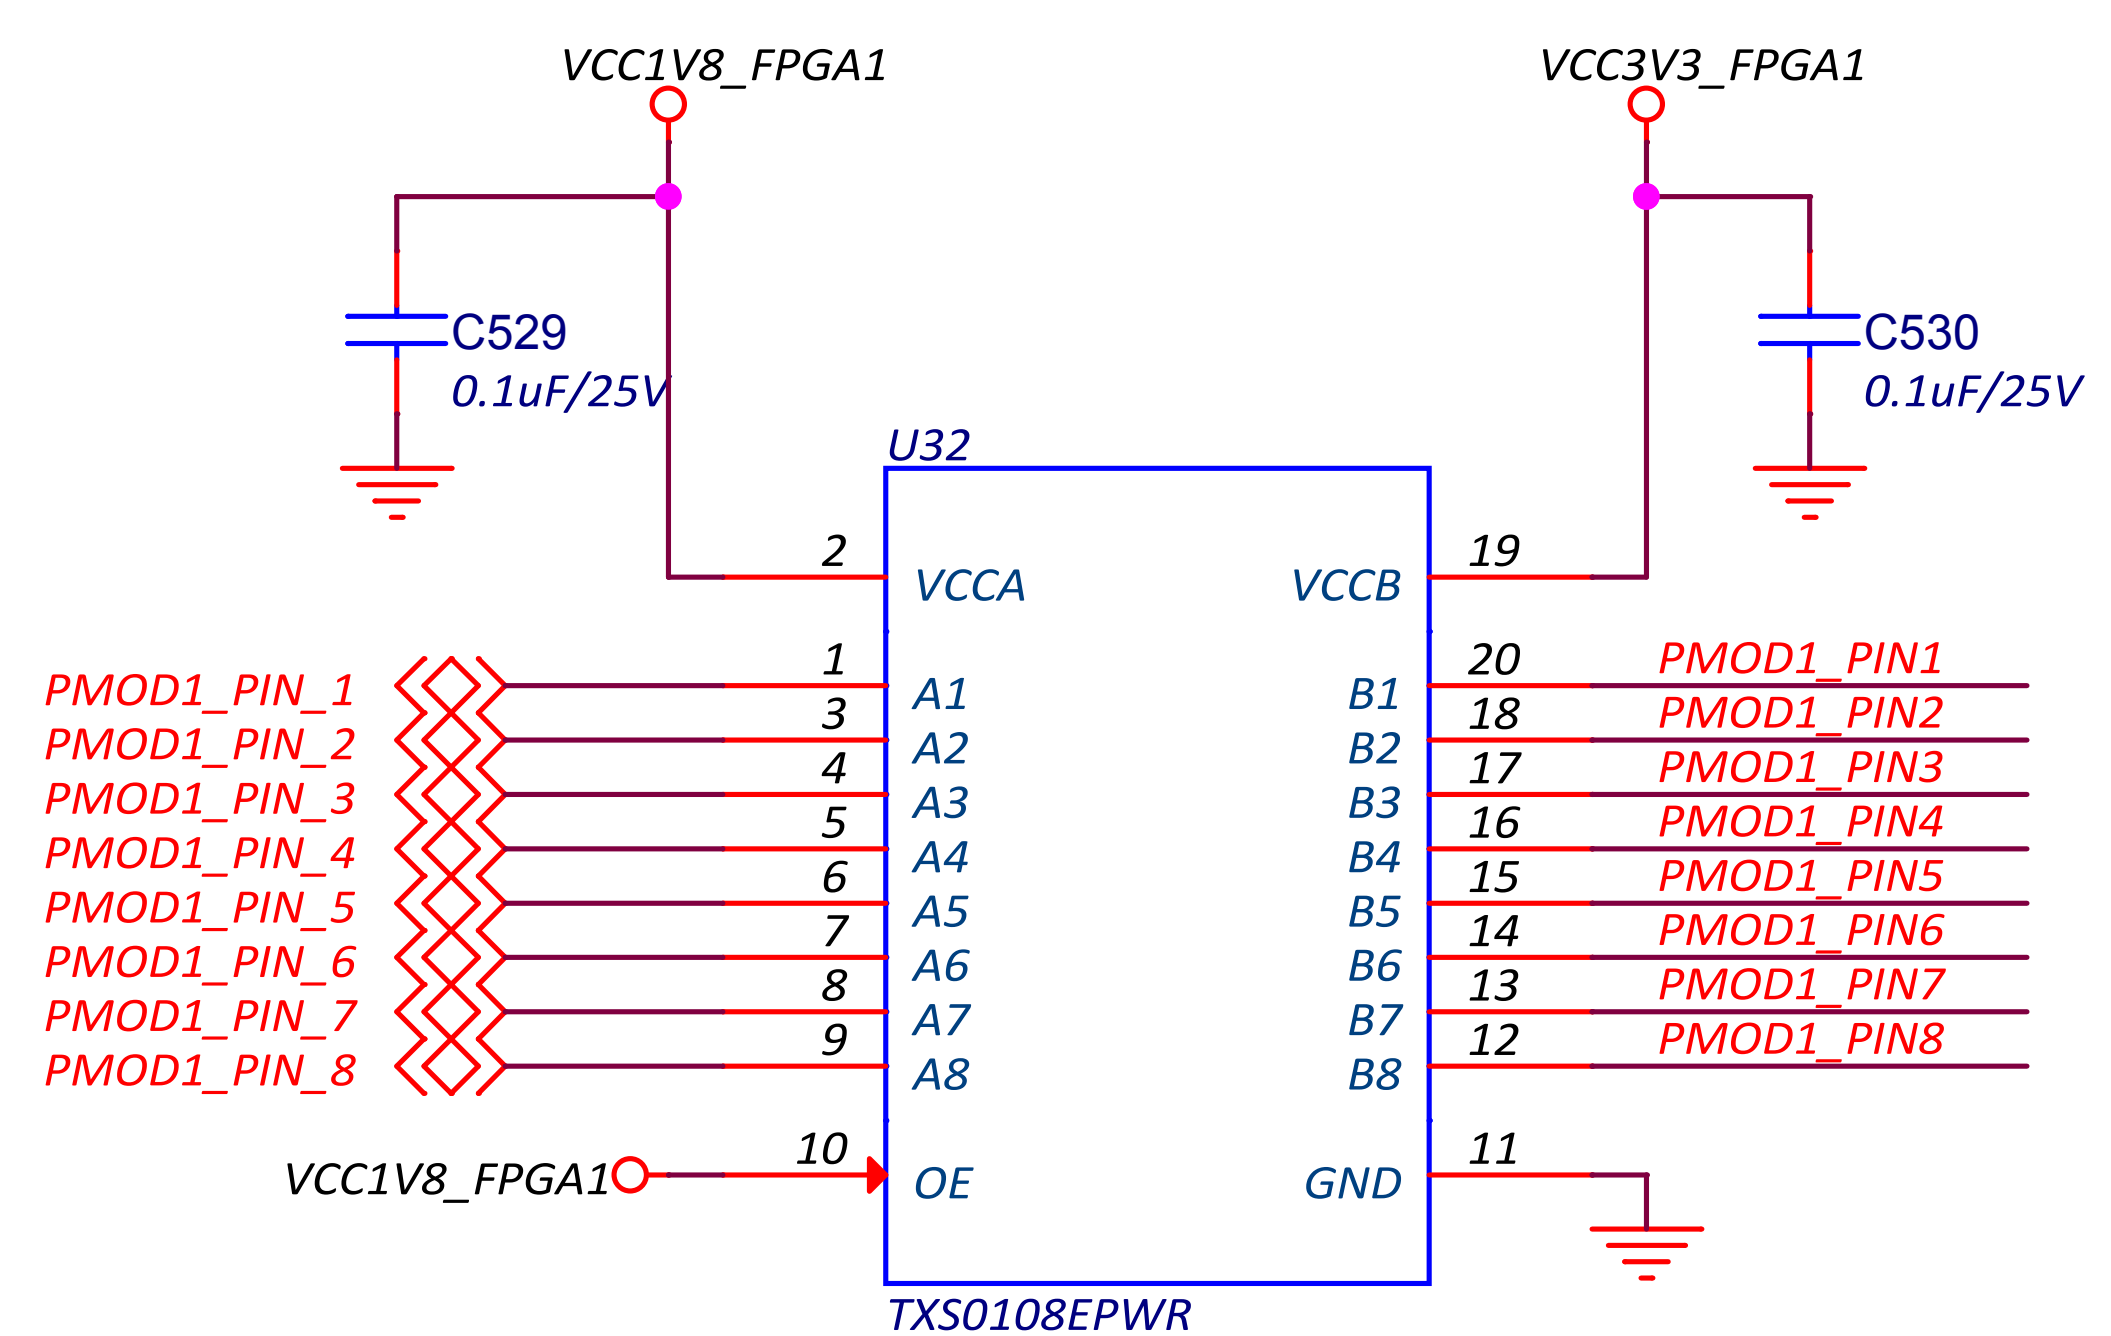 VCC1V8_FPGA1
VCC3V3_FPGA1
C529
0.1uF/25V
C530
0.1uF/25V
U32
2
VCCA
VCCB
19
PMOD1_PIN_1
1
A1
B1
20
PMOD1_PIN1
PMOD1_PIN_2
3
A2
B2
18
PMOD1_PIN2
PMOD1_PIN_3
4
A3
B3
17
PMOD1_PIN3
PMOD1_PIN_4
5
A4
B4
16
PMOD1_PIN4
PMOD1_PIN_5
6
A5
B5
15
PMOD1_PIN5
PMOD1_PIN_6
7
A6
B6
14
PMOD1_PIN6
PMOD1_PIN_7
8
A7
B7
13
PMOD1_PIN7
PMOD1_PIN_8
9
A8
B8
12
PMOD1_PIN8
VCC1V8_FPGA1
10
OE
GND
11
TXS0108EPWR